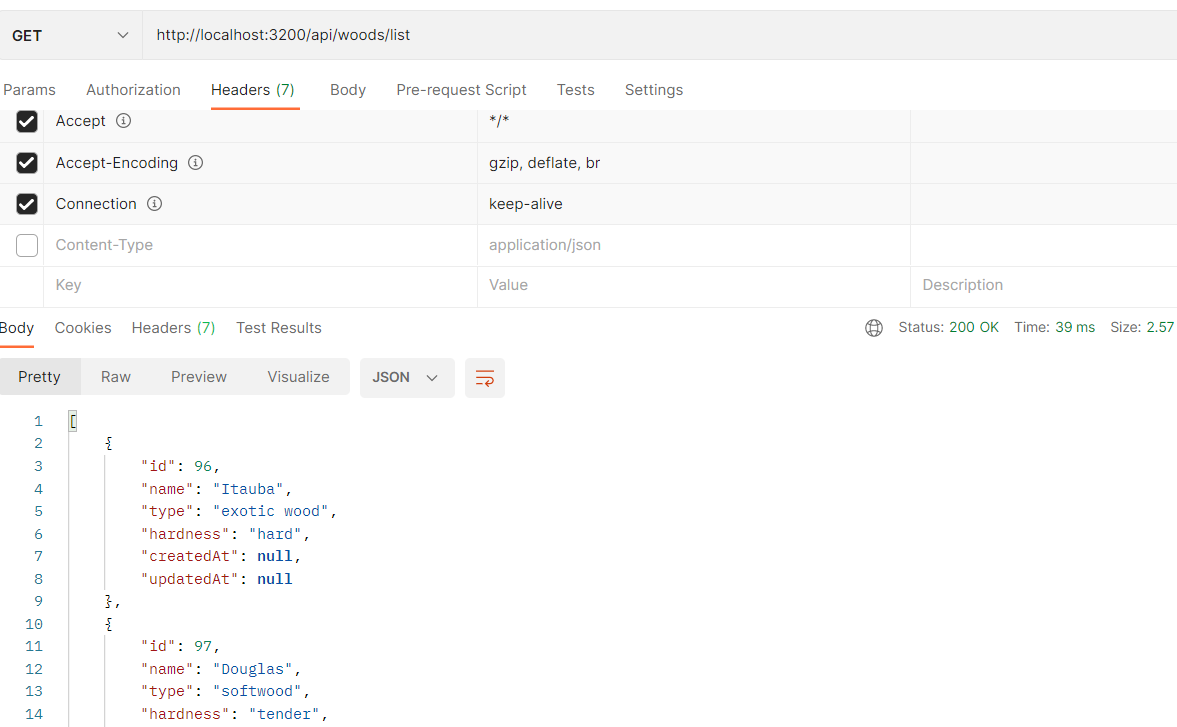 GET http://localhost:3200/api/woods/list
Params Authorization Headers (7) Body Pre-request Script Tests Settings
Accept */*
Accept-Encoding gzip, deflate, br
Connection keep-alive
Content-Type application/json
Key Value Description
Body Cookies Headers (7) Test Results Status: 200 OK Time: 39 ms Size: 2.57
Pretty Raw Preview Visualize JSON
1 [
2 {
3 "id": 96,
4 "name": "Itauba",
5 "type": "exotic wood",
6 "hardness": "hard",
7 "createdAt": null,
8 "updatedAt": null
9 },
10 {
11 "id": 97,
12 "name": "Douglas",
13 "type": "softwood",
14 "hardness": "tender",